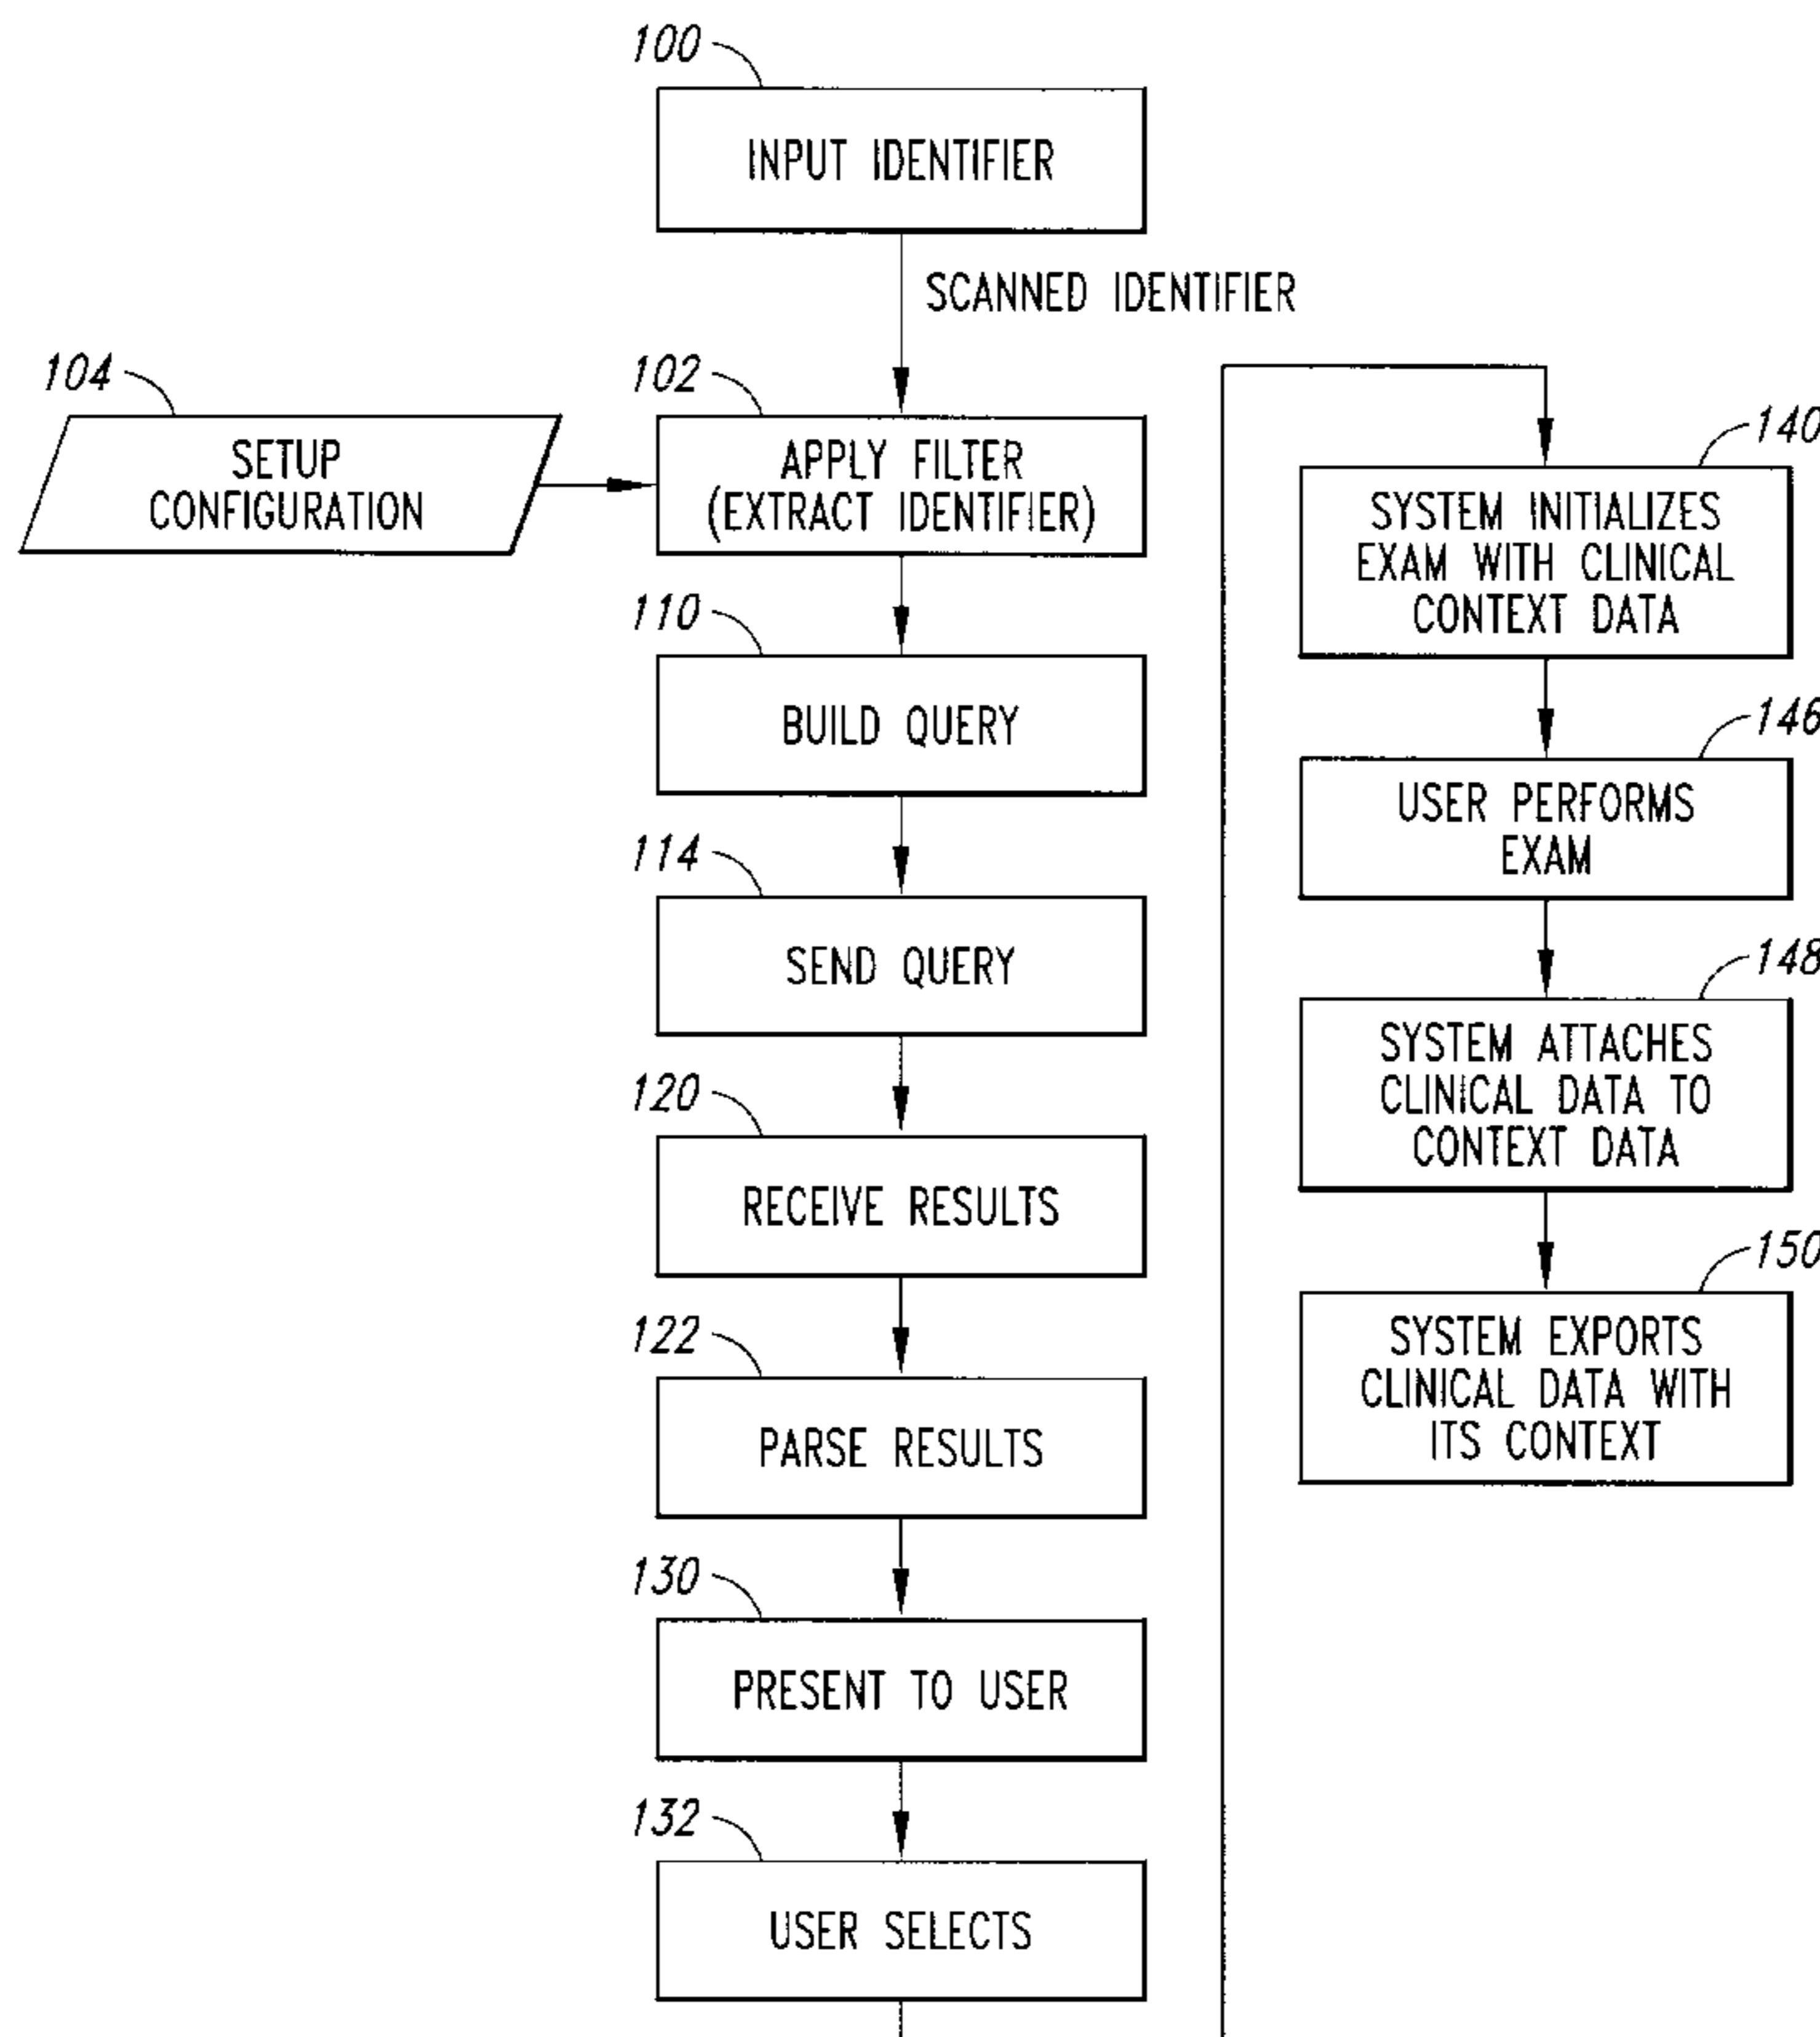 100
INPUT IDENTIFIER
SCANNED IDENTIFIER
104
SETUP
CONFIGURATION
102
APPLY FILTER
(EXTRACT IDENTIFIER)
110
BUILD QUERY
114
SEND QUERY
120
RECEIVE RESULTS
122
PARSE RESULTS
130
PRESENT TO USER
132
USER SELECTS
140
SYSTEM INITIALIZES
EXAM WITH CLINICAL
CONTEXT DATA
146
USER PERFORMS
EXAM
148
SYSTEM ATTACHES
CLINICAL DATA TO
CONTEXT DATA
150
SYSTEM EXPORTS
CLINICAL DATA WITH
ITS CONTEXT